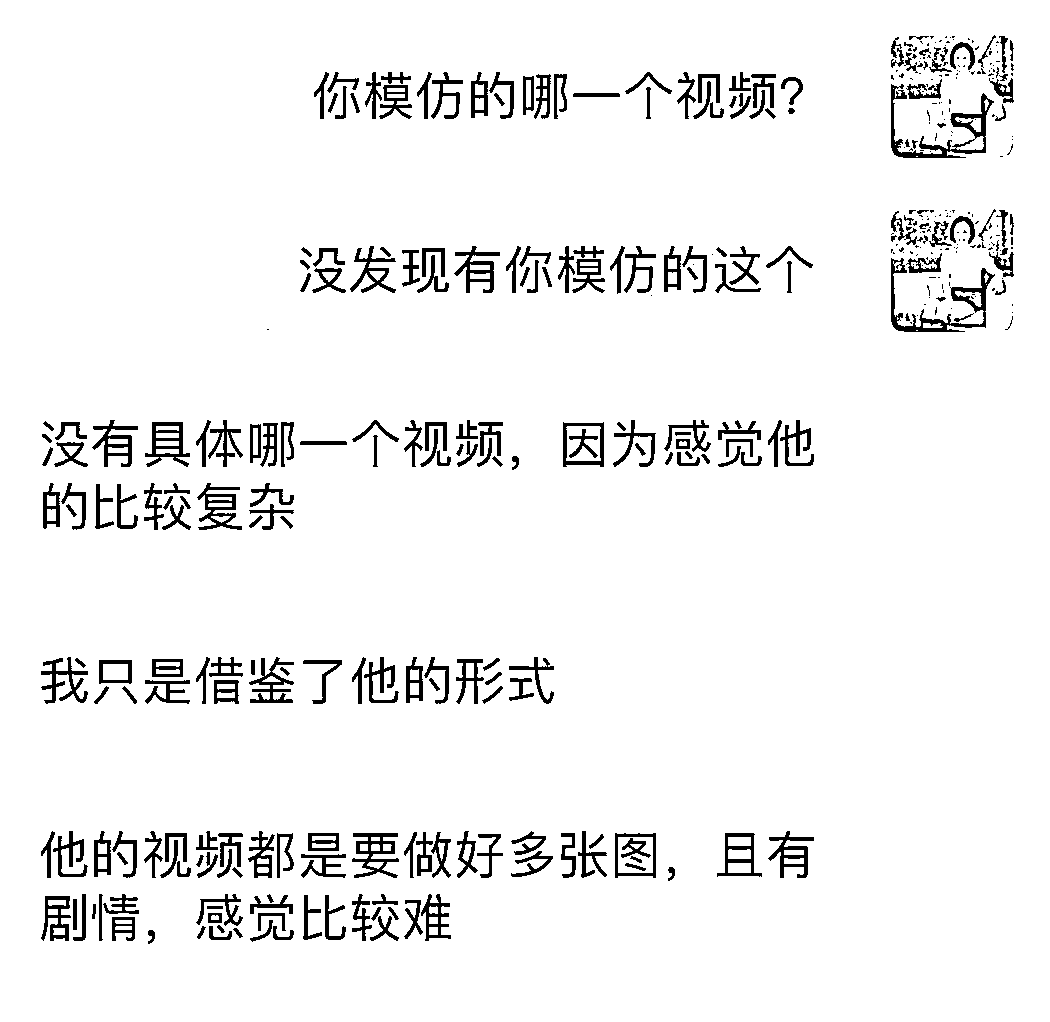 你模仿的哪一个视频？
没发现有你模仿的这个
没有具体哪一个视频，因为感觉他
的比较复杂
我只是借鉴了他的形式
他的视频都是要做好多张图，且有
剧情，感觉比较难